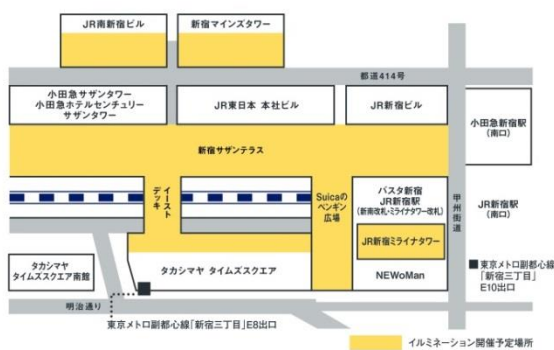 JR南新宿ビル
新宿マインズタワー
都道414号
小田急サザンタワー
小田急ホテルセンチュリー
サザンタワー
JR東日本 本社ビル
JR新宿ビル
小田急新宿駅
(南口)
新宿サザンテラス
イースト
デッキ
Suicaの
ペンギン
広場
バスタ新宿
JR新宿駅
(新南改札・ミライナタワー改札)
甲州街道
JR新宿駅
(南口)
JR新宿ミライナタワー
タカシマヤ
タイムズスクエア南館
タカシマヤ タイムズスクエア
NEWoMan
東京メトロ副都心線
「新宿三丁目」
E10出口
明治通り
東京メトロ副都心線「新宿三丁目」E8出口
イルミネーション開催予定場所